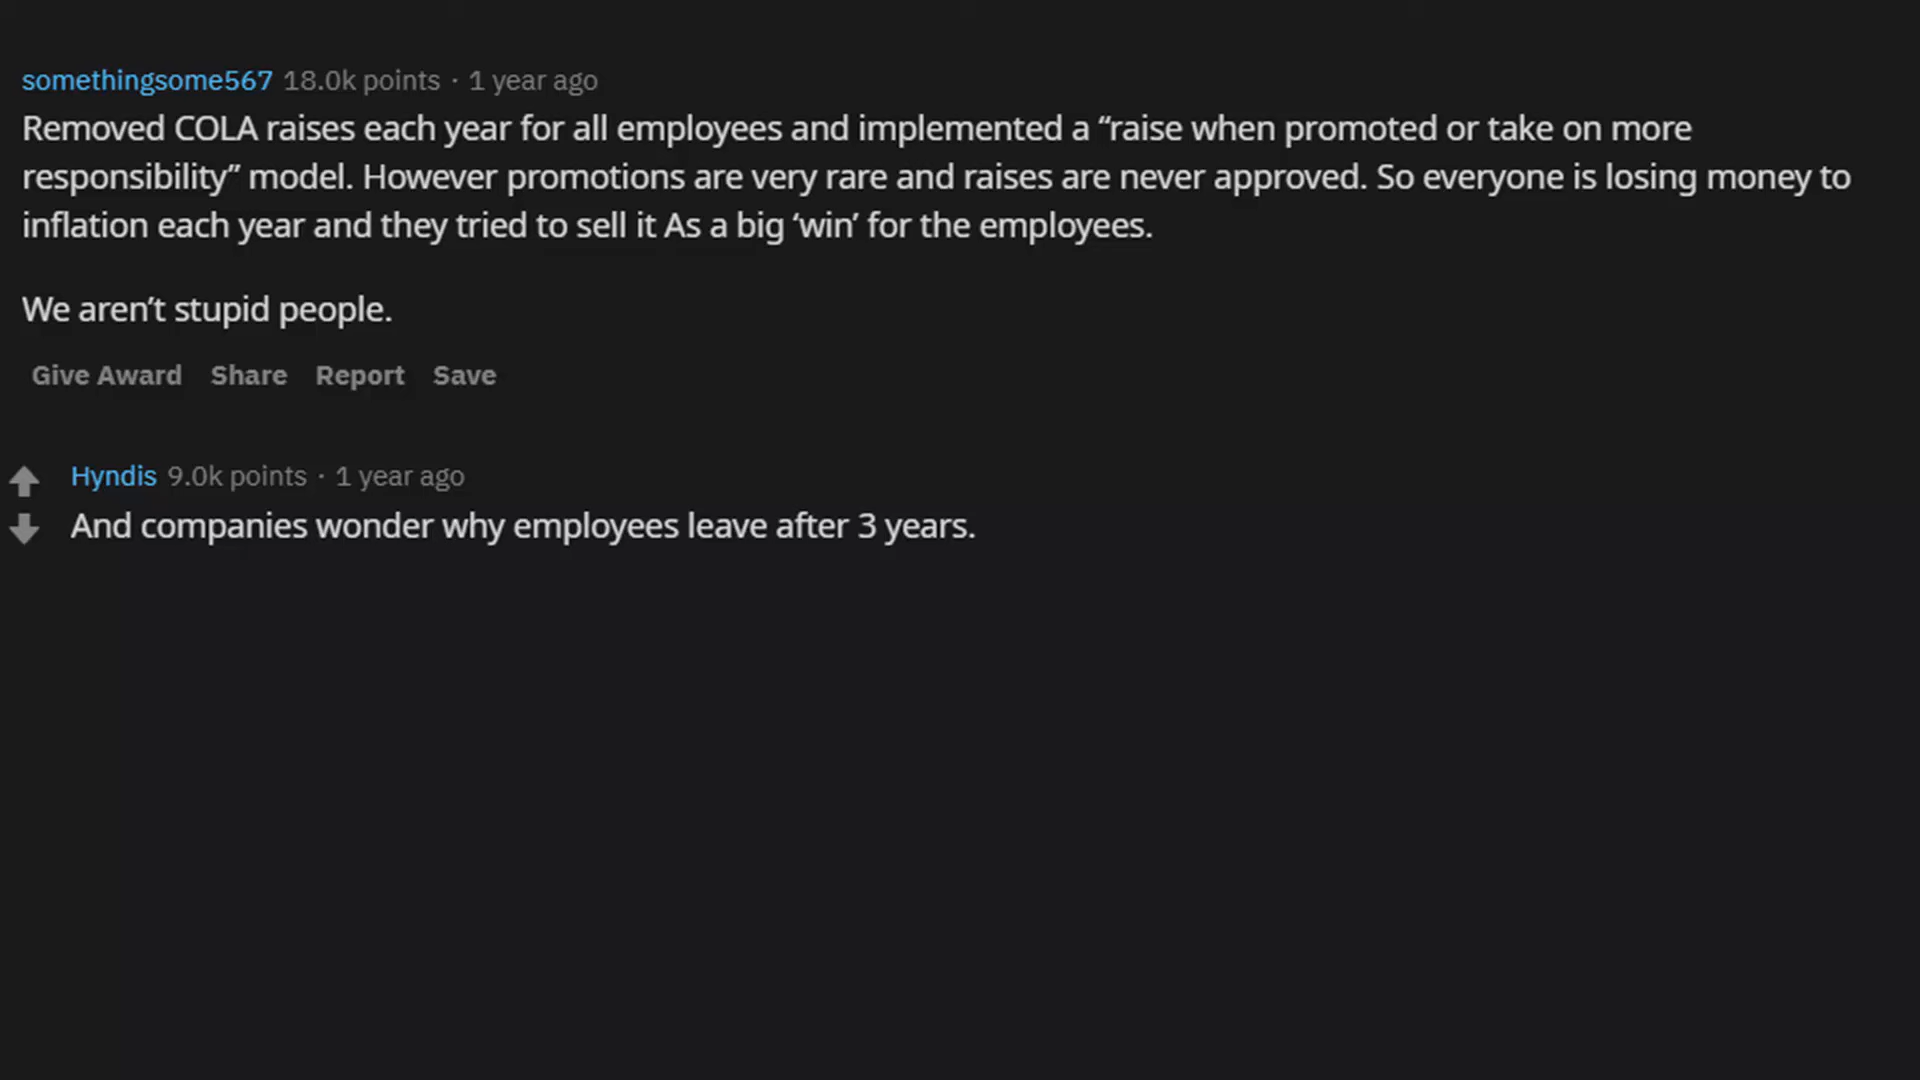 somethingsome567 18.0k points · 1 year ago
Removed COLA raises each year for all employees and implemented a “raise when promoted or take on more
responsibility” model. However promotions are very rare and raises are never approved. So everyone is losing money to
inflation each year and they tried to sell it As a big ‘win’ for the employees.
We aren’t stupid people.
Give Award Share Report Save
Hyndis 9.0k points · 1 year ago
And companies wonder why employees leave after 3 years.